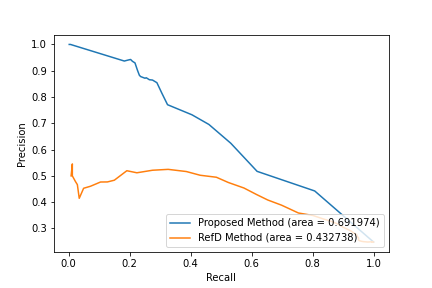 1.0
0.9
0.8
0.7
0.6
0.5
0.4
0.3
Precision
Proposed Method (area = 0.691974)
RefD Method (area = 0.432738)
0.0 0.2 0.4 0.6 0.8 1.0
Recall